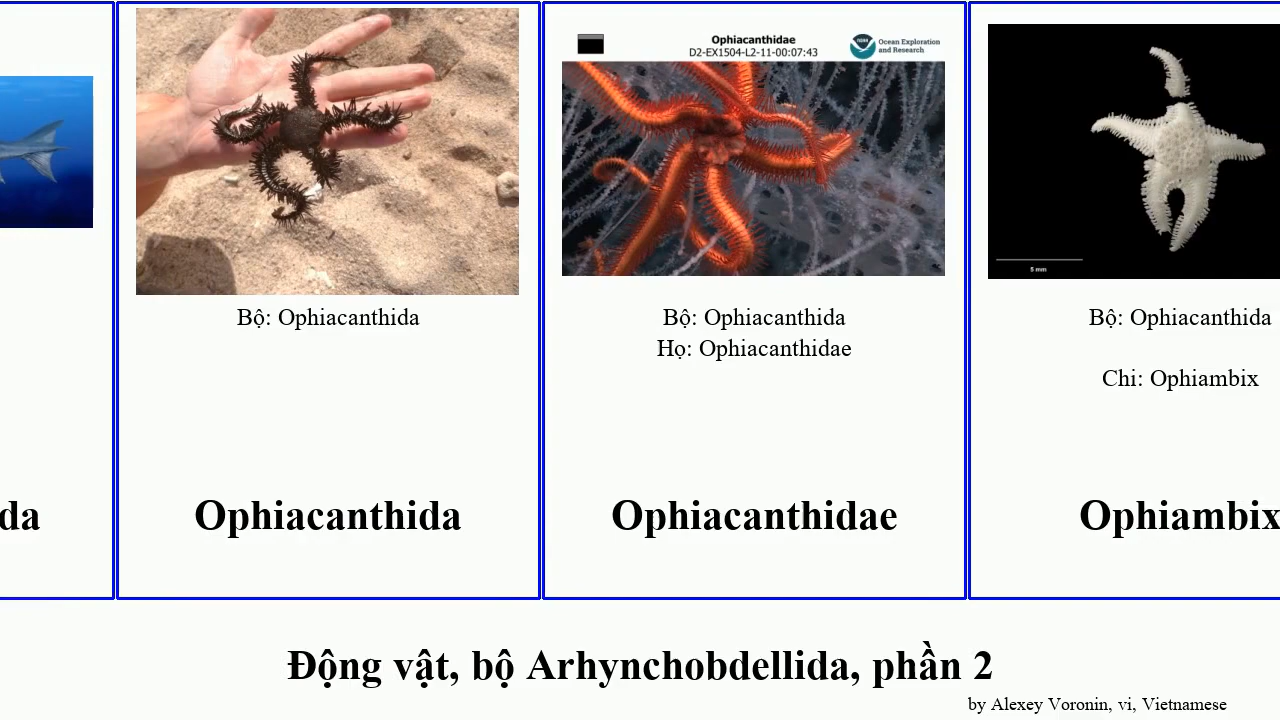 Ophiacanthidae
D2-EX1504-L2-11-00:07:43
Ocean Exploration
and Research
5 mm
Bộ: Ophiacanthida
Bộ: Ophiacanthida
Họ: Ophiacanthidae
Bộ: Ophiacanthida
Chi: Ophiambix
da
Ophiacanthida
Ophiacanthidae
Ophiambix
Động vật, bộ Arhynchobdellida, phần 2
by Alexey Voronin, vi, Vietnamese